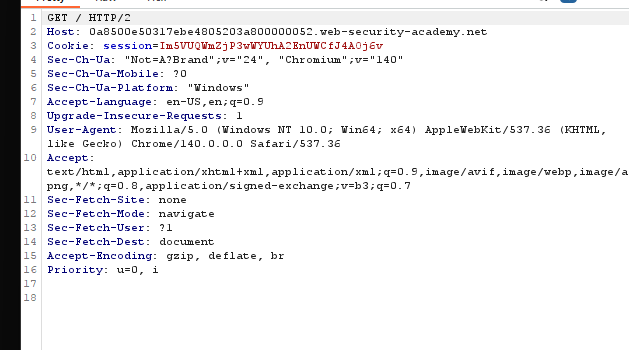 1 GET / HTTP/2
2 Host: 0a8500e50317ebe4805203a800000052.web-security-academy.net
3 Cookie: session=Im5VUQWmZjP3wWYUhA2EnUWCfJ4A0j6v
4 Sec-Ch-Ua: "Not=A?Brand";v="24", "Chromium";v="140"
5 Sec-Ch-Ua-Mobile: ?0
6 Sec-Ch-Ua-Platform: "Windows"
7 Accept-Language: en-US,en;q=0.9
8 Upgrade-Insecure-Requests: 1
9 User-Agent: Mozilla/5.0 (Windows NT 10.0; Win64; x64) AppleWebKit/537.36 (KHTML,
like Gecko) Chrome/140.0.0.0 Safari/537.36
10 Accept:
text/html,application/xhtml+xml,application/xml;q=0.9,image/avif,image/webp,image/a
png,*/*;q=0.8,application/signed-exchange;v=b3;q=0.7
11 Sec-Fetch-Site: none
12 Sec-Fetch-Mode: navigate
13 Sec-Fetch-User: ?1
14 Sec-Fetch-Dest: document
15 Accept-Encoding: gzip, deflate, br
16 Priority: u=0, i
17
18